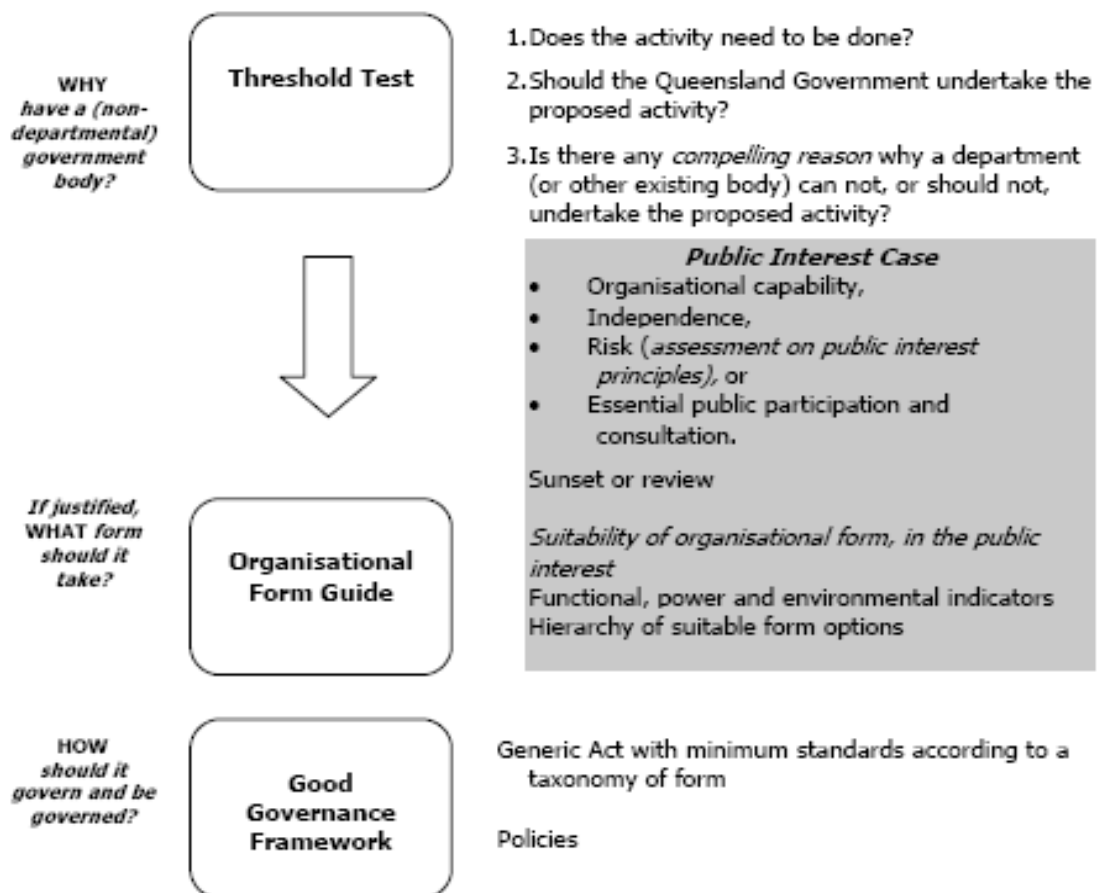 WHY
have a (non-
departmental)
government
body?
Threshold Test
1.Does the activity need to be done?
2.Should the Queensland Government undertake the
proposed activity?
3.Is there any compelling reason why a department
(or other existing body) can not, or should not,
undertake the proposed activity?
Public Interest Case
• Organisational capability,
• Independence,
• Risk (assessment on public interest
principles), or
• Essential public participation and
consultation.
Sunset or review
If justified,
WHAT form
should it
take?
Organisational
Form Guide
Suitability of organisational form, in the public
interest
Functional, power and environmental indicators
Hierarchy of suitable form options
HOW
should it
govern and be
governed?
Good
Governance
Framework
Generic Act with minimum standards according to a
taxonomy of form
Policies